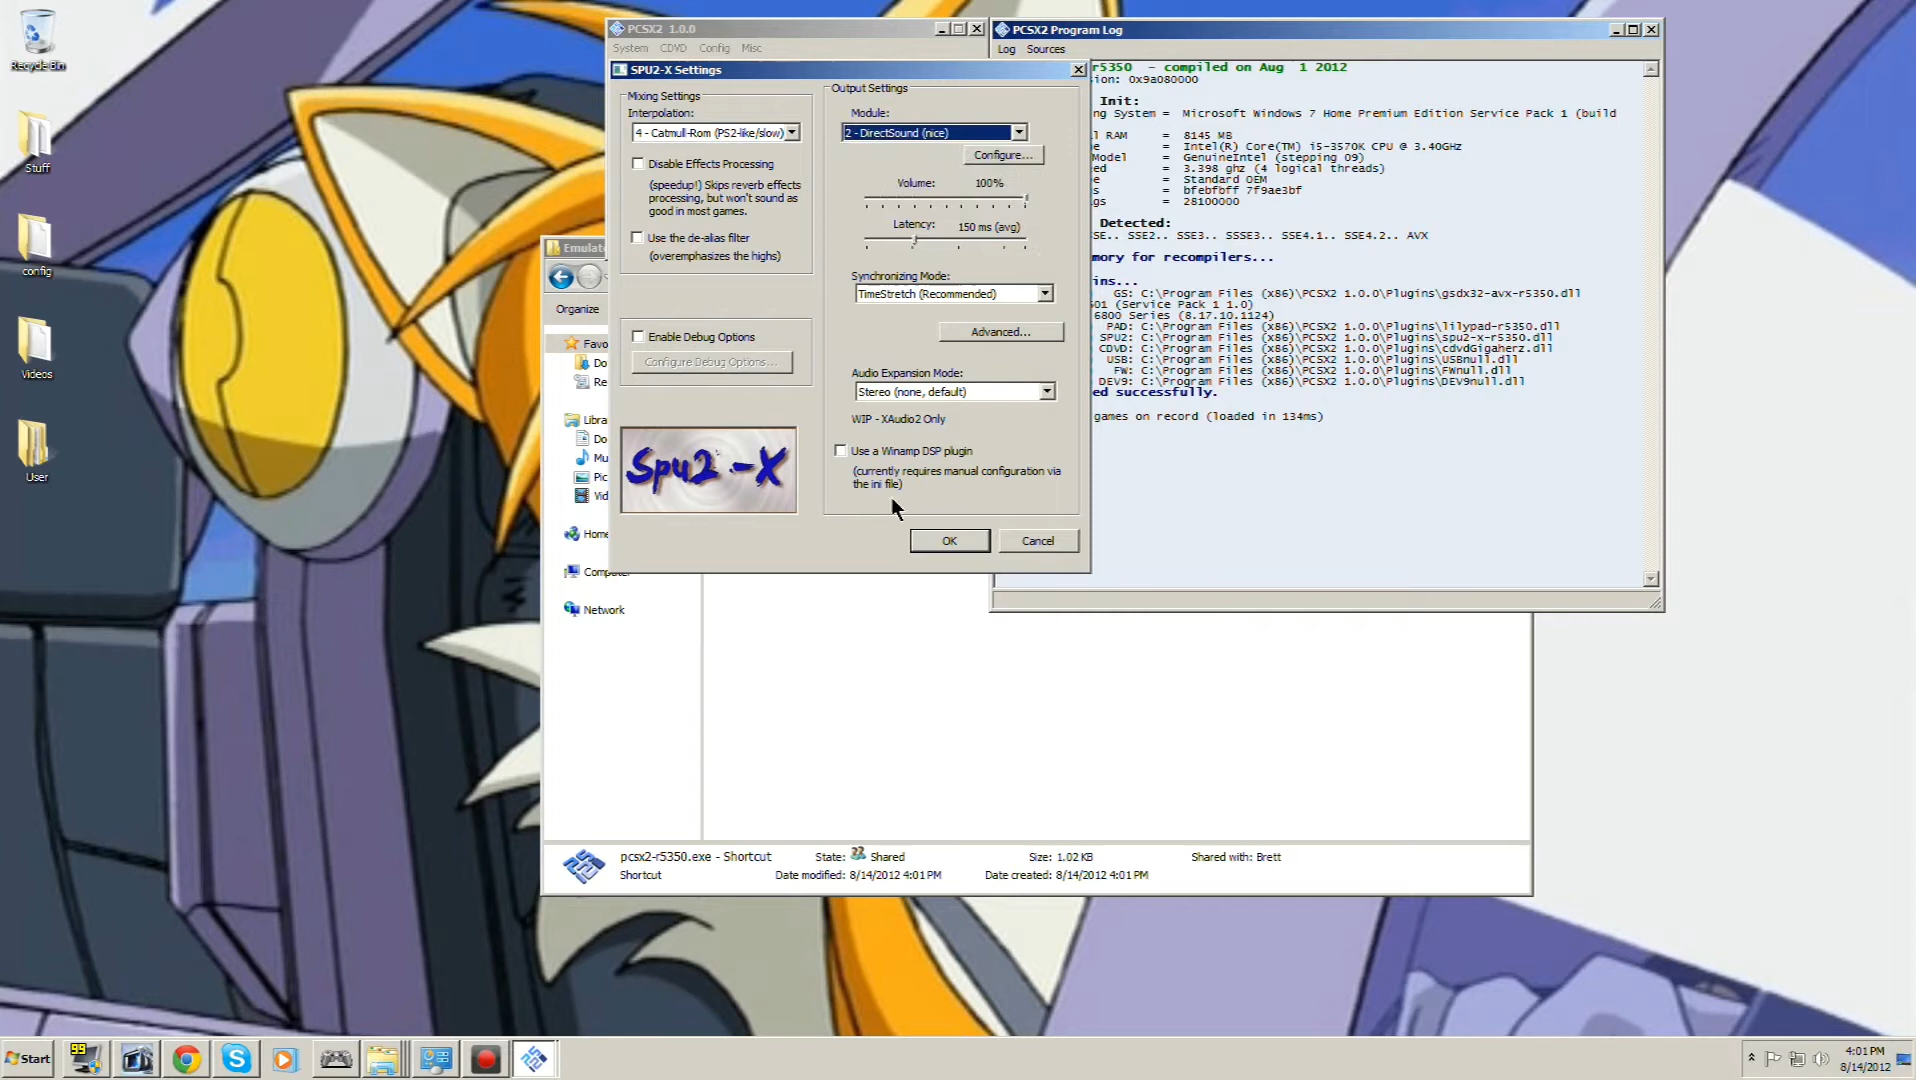 Recycle Bin
Stuff
config
Videos
User
PCSX2 1.0.0
System CDVD Config Misc
SPU2-X Settings
Mixing Settings
Interpolation:
4 - Catmull-Rom (PS2-like/slow)
Disable Effects Processing
(speedup!) Skips reverb effects
processing, but won't sound as
good in most games.
Use the de-alias filter
(overemphasizes the highs)
Enable Debug Options
Configure Debug Options...
Spu2-X
Output Settings
Module:
2 - DirectSound (nice)
Configure...
Volume: 100%
Latency: 150 ms (avg)
Synchronizing Mode:
TimeStretch (Recommended)
Advanced...
Audio Expansion Mode:
Stereo (none, default)
WIP - XAudio2 Only
Use a Winamp DSP plugin
(currently requires manual configuration via
the ini file)
OK Cancel
PCSX2 Program Log
Log Sources
r5350 - compiled on Aug 1 2012
ion: 0x9a080000
Init:
ng System = Microsoft Windows 7 Home Premium Edition Service Pack 1 (build
l RAM = 8145 MB
e = Intel(R) Core(TM) i5-3570K CPU @ 3.40GHz
Model = GenuineIntel (stepping 09)
ed = 3.398 ghz (4 logical threads)
e = Standard OEM
s = bfebfbff 7f9ae3bf
gs = 28100000
Detected:
SE.. SSE2.. SSE3.. SSSE3.. SSE4.1.. SSE4.2.. AVX
mory for recompilers...
ins...
GS: C:\Program Files (x86)\PCSX2 1.0.0\Plugins\gsdx32-avx-r5350.dll
01 (Service Pack 1 1.0)
6800 Series (8.17.10.1124)
PAD: C:\Program Files (x86)\PCSX2 1.0.0\Plugins\lilypad-r5350.dll
SPU2: C:\Program Files (x86)\PCSX2 1.0.0\Plugins\spu2-x-r5350.dll
CDVD: C:\Program Files (x86)\PCSX2 1.0.0\Plugins\cdvdGigaherz.dll
USB: C:\Program Files (x86)\PCSX2 1.0.0\Plugins\USBnull.dll
FW: C:\Program Files (x86)\PCSX2 1.0.0\Plugins\FWnull.dll
DEV9: C:\Program Files (x86)\PCSX2 1.0.0\Plugins\DEV9null.dll
ed successfully.
games on record (loaded in 134ms)
Emulat
Organize
Favo
Do
Re
Libra
Do
Mu
Pic
Vid
Home
Compu
Network
pcsx2-r5350.exe - Shortcut State: Shared Size: 1.02 KB Shared with: Brett
Shortcut Date modified: 8/14/2012 4:01 PM Date created: 8/14/2012 4:01 PM
Start
99
4:01 PM
8/14/2012